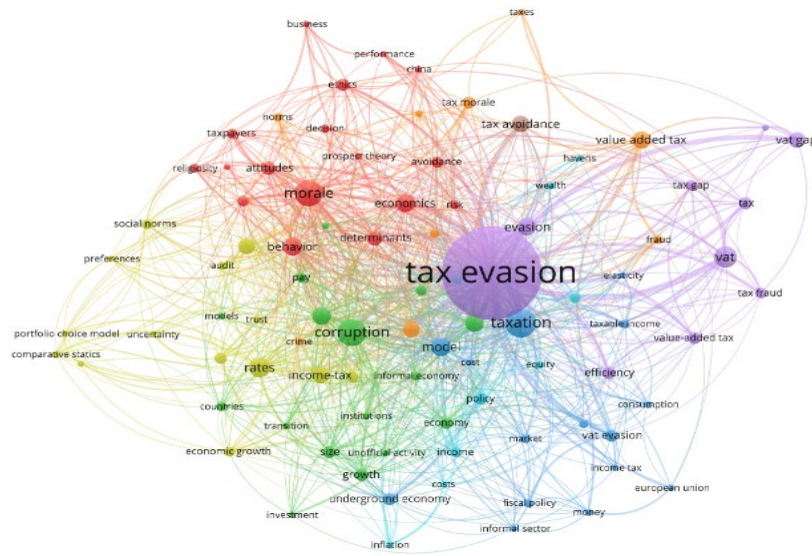 taxes
business
performance
china
ethics
tax morale
norms
decision
tax avoidance
taxpayers
value added tax
vat gap
prospect theory
avoidance
havens
religiosity
attitudes
wealth
tax gap
morale
economics
risk
tax
social norms
evasion
determinants
fraud
behavior
preferences
audit
vat
tax evasion
pay
elasticity
tax fraud
models
trust
taxation
taxable income
portfolio choice model
uncertainty
corruption
crime
model
value-added tax
comparative statics
cost
equity
rates
income-tax
informal economy
efficiency
policy
countries
consumption
institutions
transition
economy
market
vat evasion
economic growth
size
unofficial activity
income
income tax
growth
costs
european union
underground economy
fiscal policy
investment
money
informal sector
inflation